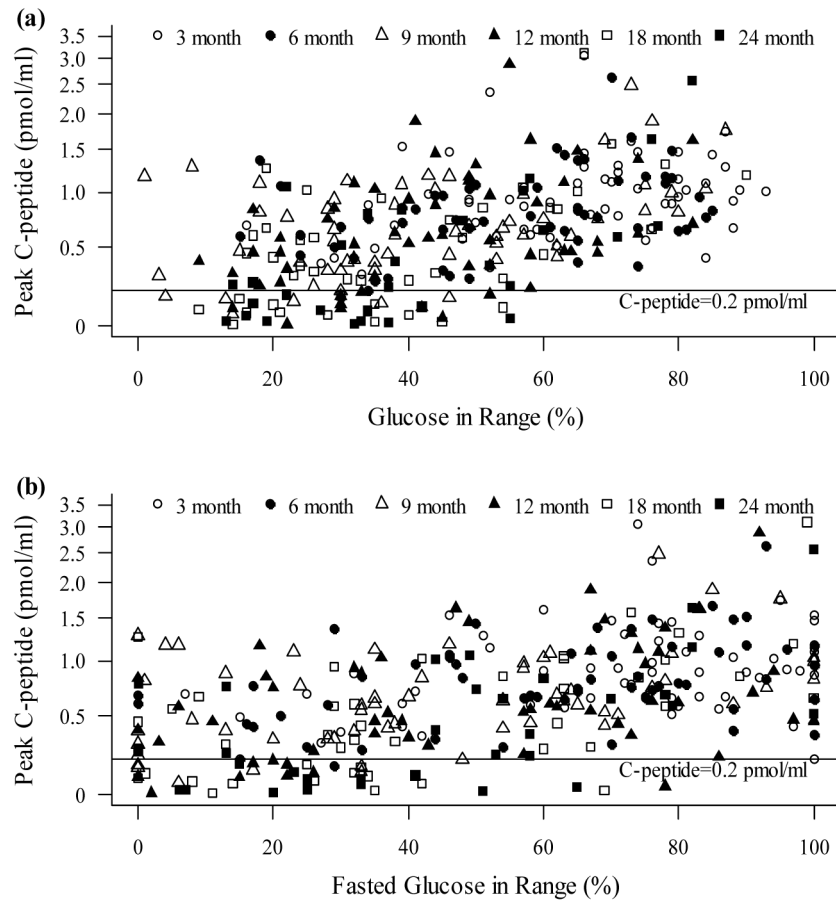 (a)
3 month 6 month 9 month 12 month 18 month 24 month
3.5
3.0
2.5
2.0
1.5
1.0
0.5
0
Peak C-peptide (pmol/ml)
C-peptide=0.2 pmol/ml
0 20 40 60 80 100
Glucose in Range (%)
(b)
3 month 6 month 9 month 12 month 18 month 24 month
3.5
3.0
2.5
2.0
1.5
1.0
0.5
0
Peak C-peptide (pmol/ml)
C-peptide=0.2 pmol/ml
0 20 40 60 80 100
Fasted Glucose in Range (%)